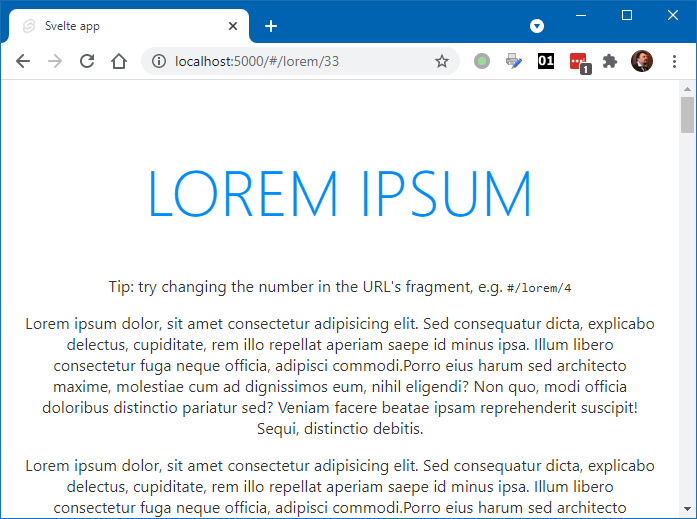 Svelte app
localhost:5000/#/lorem/33
01
1
LOREM IPSUM
Tip: try changing the number in the URL's fragment, e.g. #/lorem/4
Lorem ipsum dolor, sit amet consectetur adipisicing elit. Sed consequatur dicta, explicabo
delectus, cupiditate, rem illo repellat aperiam saepe id minus ipsa. Illum libero
consectetur fuga neque officia, adipisci commodi.Porro eius harum sed architecto
maxime, molestiae cum ad dignissimos eum, nihil eligendi? Non quo, modi officia
doloribus distinctio pariatur sed? Veniam facere beatae ipsam reprehenderit suscipit!
Sequi, distinctio debitis.
Lorem ipsum dolor, sit amet consectetur adipisicing elit. Sed consequatur dicta, explicabo
delectus, cupiditate, rem illo repellat aperiam saepe id minus ipsa. Illum libero
consectetur fuga neque officia, adipisci commodi.Porro eius harum sed architecto